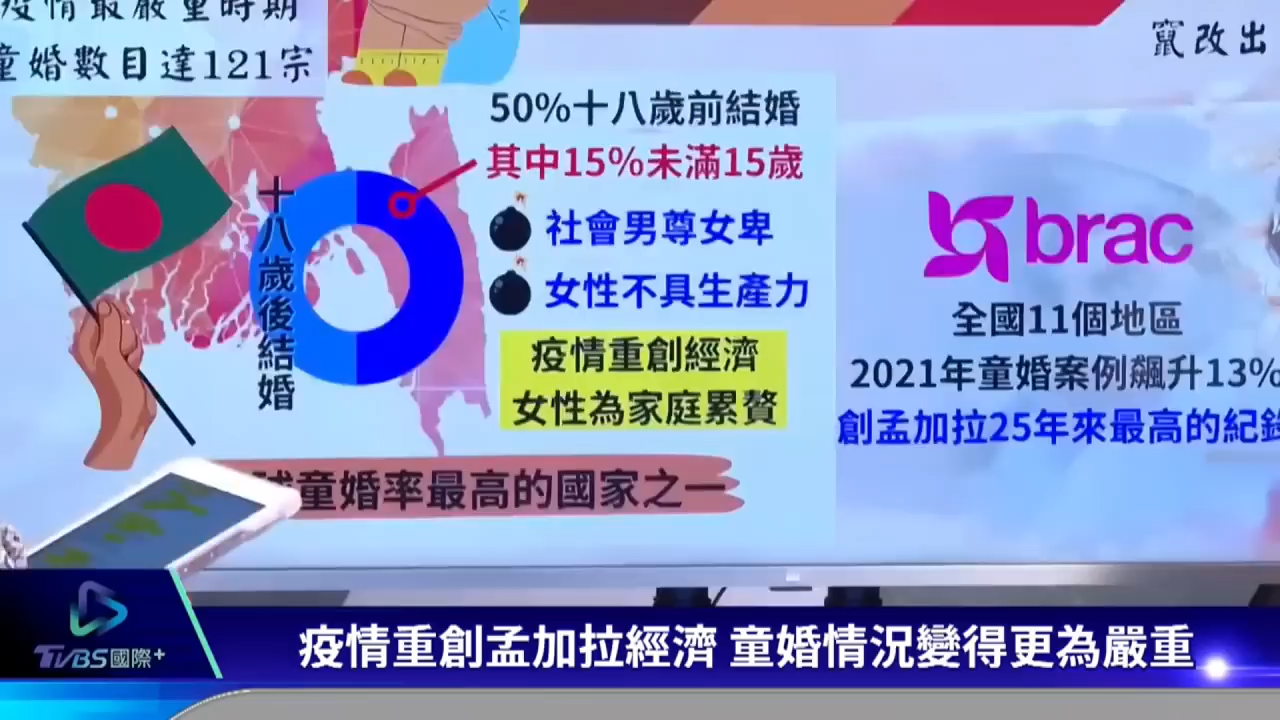 疫情最嚴重時期
童婚數目達121宗
竄改出
50%十八歲前結婚
其中15%未滿15歲
社會男尊女卑
女性不具生產力
十八歲後結婚
疫情重創經濟
女性為家庭累贅
童婚率最高的國家之一
brac
全國11個地區
2021年童婚案例飆升13%
創孟加拉25年來最高的紀錄
TVBS國際+
疫情重創孟加拉經濟 童婚情況變得更為嚴重